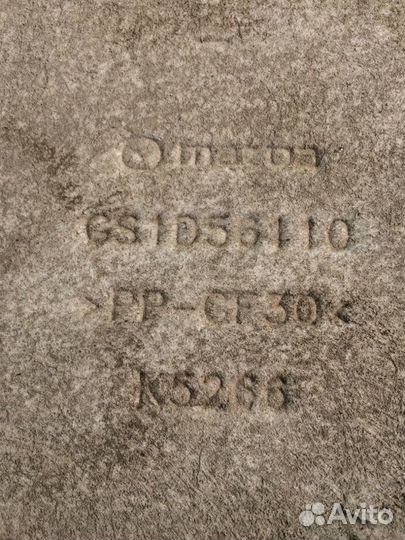 mazda
GS1D56110
>PP-GF30<
K5266
Avito